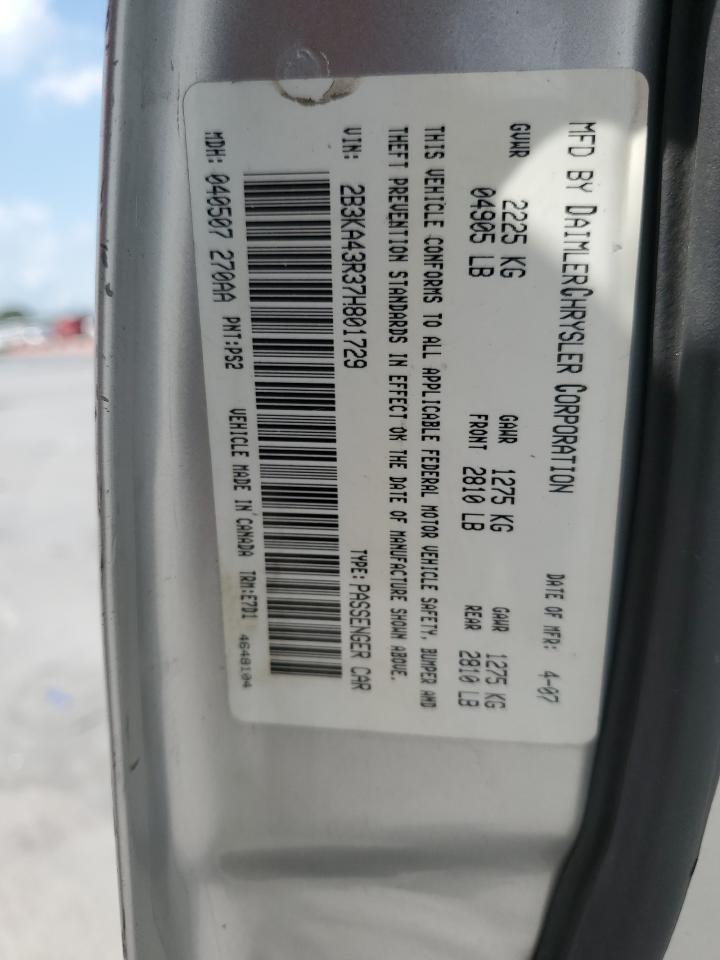 MFD BY DAIMLERCHRYSLER CORPORATION DATE OF MFR: 4-07
GVWR 2225 KG GAWR 1275 KG GAWR 1275 KG
04905 LB FRONT 2810 LB REAR 2810 LB
THIS VEHICLE CONFORMS TO ALL APPLICABLE FEDERAL MOTOR VEHICLE SAFETY, BUMPER AND
THEFT PREVENTION STANDARDS IN EFFECT ON THE DATE OF MANUFACTURE SHOWN ABOVE.
VIN: 2B3KA43R37H801729 TYPE: PASSENGER CAR
MDH: 040507 270AA PNT:PS2 VEHICLE MADE IN CANADA TRM:E7D1 4648104